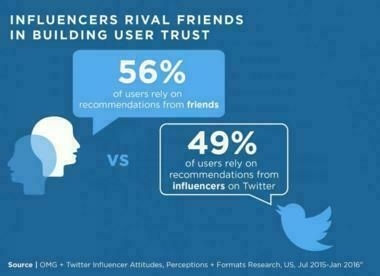 INFLUENCERS RIVAL FRIENDS
IN BUILDING USER TRUST
56%
of users rely on
recommendations from friends
VS
49%
of users rely on
recommendations from
influencers on Twitter
Source | OMG + Twitter Influencer Attitudes, Perceptions + Formats Research, US, Jul 2015-Jan 2016"